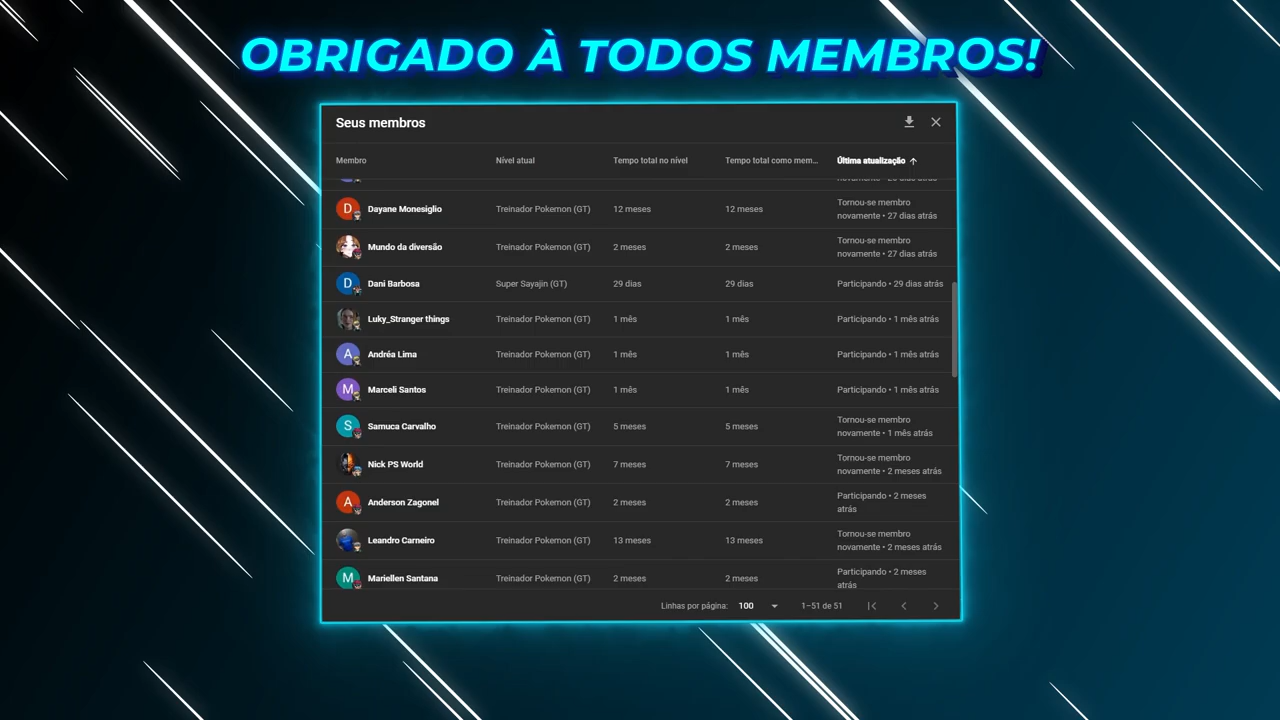 OBRIGADO À TODOS MEMBROS!
Seus membros
Membro Nível atual Tempo total no nível Tempo total como mem... Última atualização
D Dayane Monesiglio Treinador Pokemon (GT) 12 meses 12 meses Tornou-se membro
novamente • 27 dias atrás
Mundo da diversão Treinador Pokemon (GT) 2 meses 2 meses Tornou-se membro
novamente • 27 dias atrás
D Dani Barbosa Super Sayajin (GT) 29 dias 29 dias Participando • 29 dias atrás
Luky_Stranger things Treinador Pokemon (GT) 1 mês 1 mês Participando • 1 mês atrás
A Andréa Lima Treinador Pokemon (GT) 1 mês 1 mês Participando • 1 mês atrás
M Marceli Santos Treinador Pokemon (GT) 1 mês 1 mês Participando • 1 mês atrás
S Samuca Carvalho Treinador Pokemon (GT) 5 meses 5 meses Tornou-se membro
novamente • 1 mês atrás
Nick PS World Treinador Pokemon (GT) 7 meses 7 meses Tornou-se membro
novamente • 2 meses atrás
A Anderson Zagonel Treinador Pokemon (GT) 2 meses 2 meses Participando • 2 meses
atrás
Leandro Carneiro Treinador Pokemon (GT) 13 meses 13 meses Tornou-se membro
novamente • 2 meses atrás
M Mariellen Santana Treinador Pokemon (GT) 2 meses 2 meses Participando • 2 meses
atrás
Linhas por página: 100 1–51 de 51